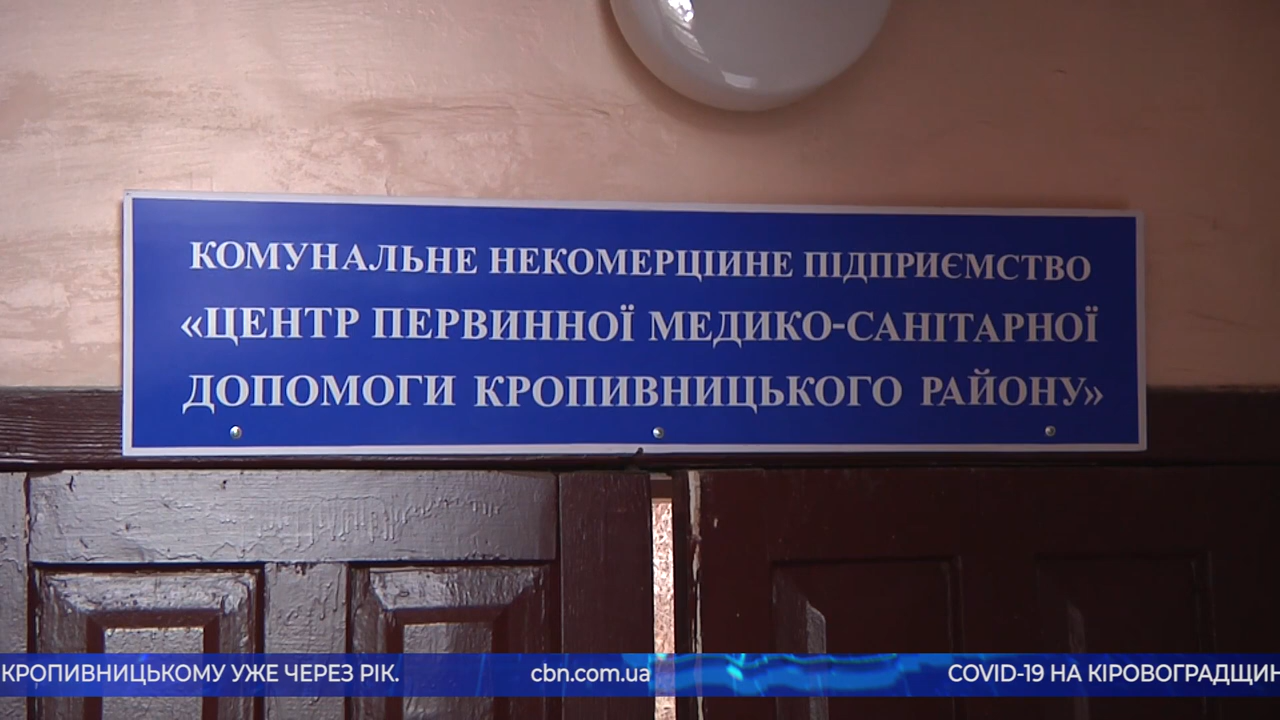 КОМУНАЛЬНЕ НЕКОМЕРЦІЙНЕ ПІДПРИЄМСТВО
«ЦЕНТР ПЕРВИННОЇ МЕДИКО-САНІТАРНОЇ
ДОПОМОГИ КРОПИВНИЦЬКОГО РАЙОНУ»
КРОПИВНИЦЬКОМУ УЖЕ ЧЕРЕЗ РІК. cbn.com.ua COVID-19 НА